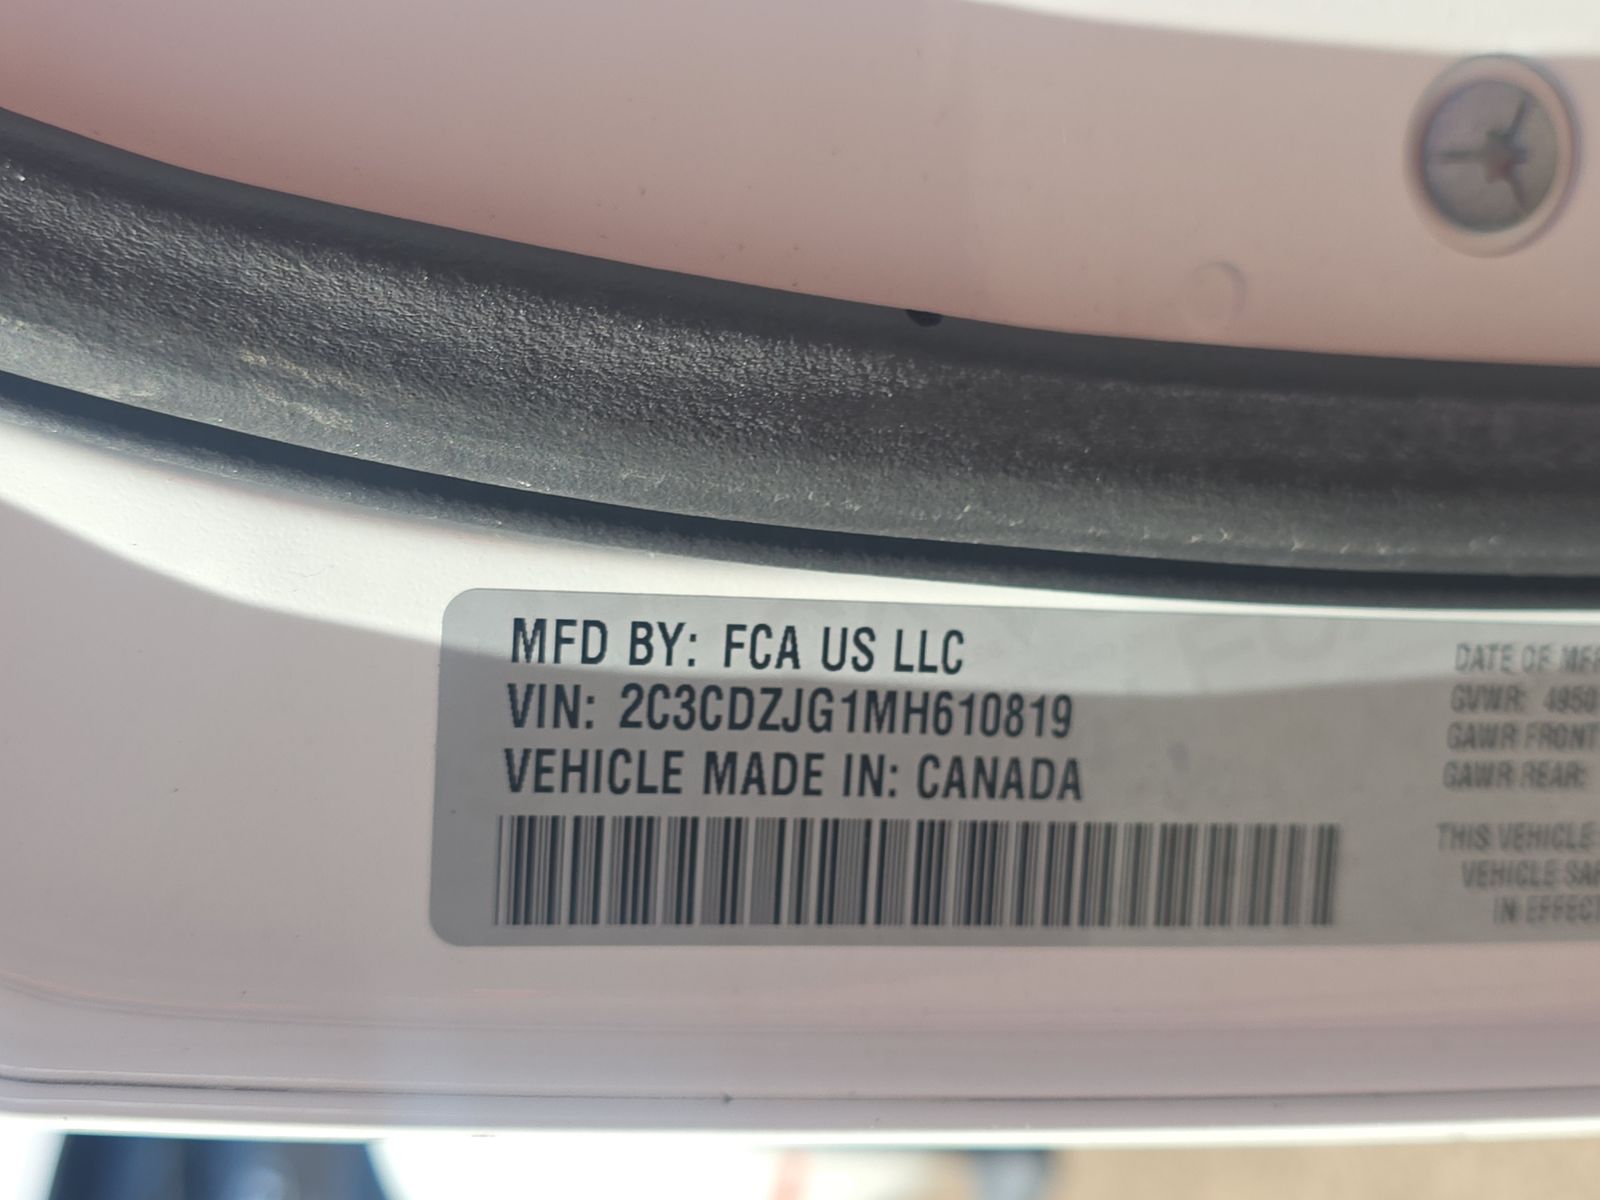 MFD BY: FCA US LLC
VIN: 2C3CDZJG1MH610819
VEHICLE MADE IN: CANADA
DATE OF
GVWR: 4950
GAWR FRONT
GAWR REAR:
THIS VEHICLE
VEHICLE
IN EFFECT